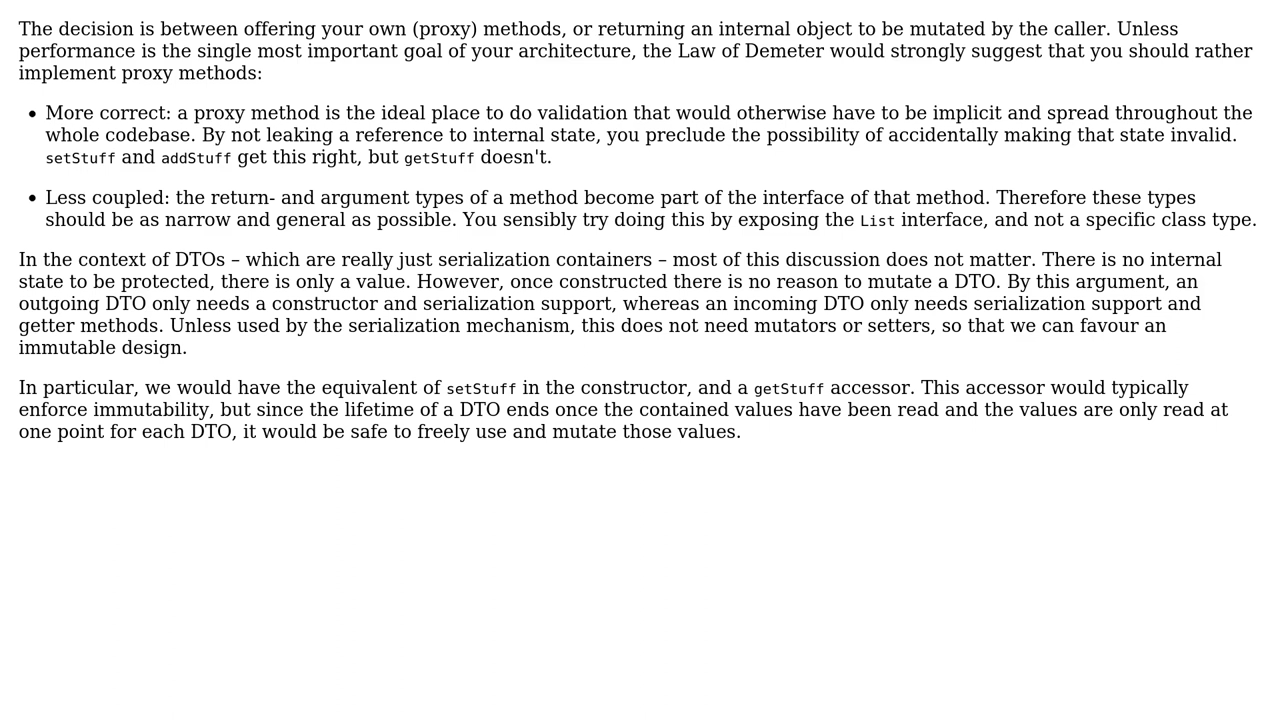 The decision is between offering your own (proxy) methods, or returning an internal object to be mutated by the caller. Unless
performance is the single most important goal of your architecture, the Law of Demeter would strongly suggest that you should rather
implement proxy methods:
• More correct: a proxy method is the ideal place to do validation that would otherwise have to be implicit and spread throughout the
whole codebase. By not leaking a reference to internal state, you preclude the possibility of accidentally making that state invalid.
setStuff and addStuff get this right, but getStuff doesn't.
• Less coupled: the return- and argument types of a method become part of the interface of that method. Therefore these types
should be as narrow and general as possible. You sensibly try doing this by exposing the List interface, and not a specific class type.
In the context of DTOs – which are really just serialization containers – most of this discussion does not matter. There is no internal
state to be protected, there is only a value. However, once constructed there is no reason to mutate a DTO. By this argument, an
outgoing DTO only needs a constructor and serialization support, whereas an incoming DTO only needs serialization support and
getter methods. Unless used by the serialization mechanism, this does not need mutators or setters, so that we can favour an
immutable design.
In particular, we would have the equivalent of setStuff in the constructor, and a getStuff accessor. This accessor would typically
enforce immutability, but since the lifetime of a DTO ends once the contained values have been read and the values are only read at
one point for each DTO, it would be safe to freely use and mutate those values.